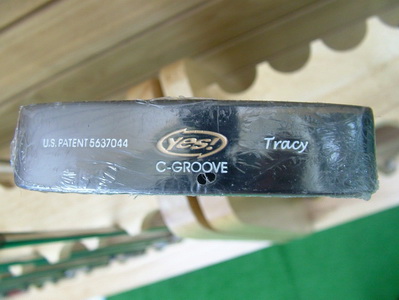 U.S. PATENT 5637044
yes!
Tracy
C-GROOVE